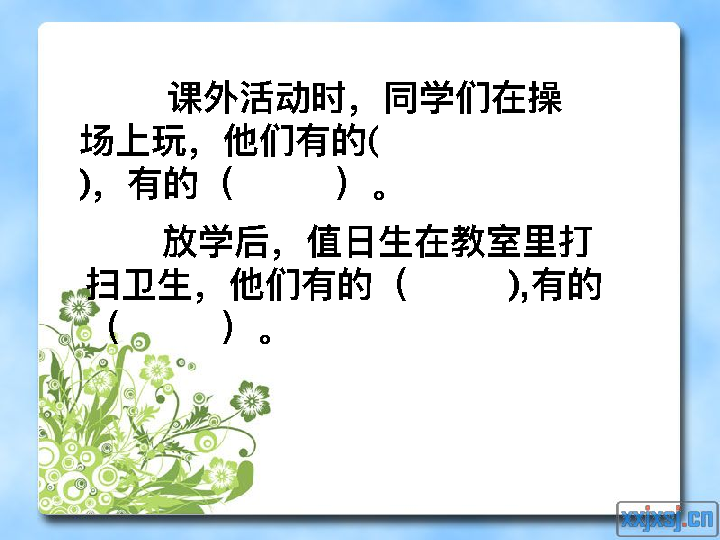 课外活动时，同学们在操
场上玩，他们有的(
)，有的（　　　）。
放学后，值日生在教室里打
扫卫生，他们有的（　　　),有的
（　　　）。
xxjxsj.cn